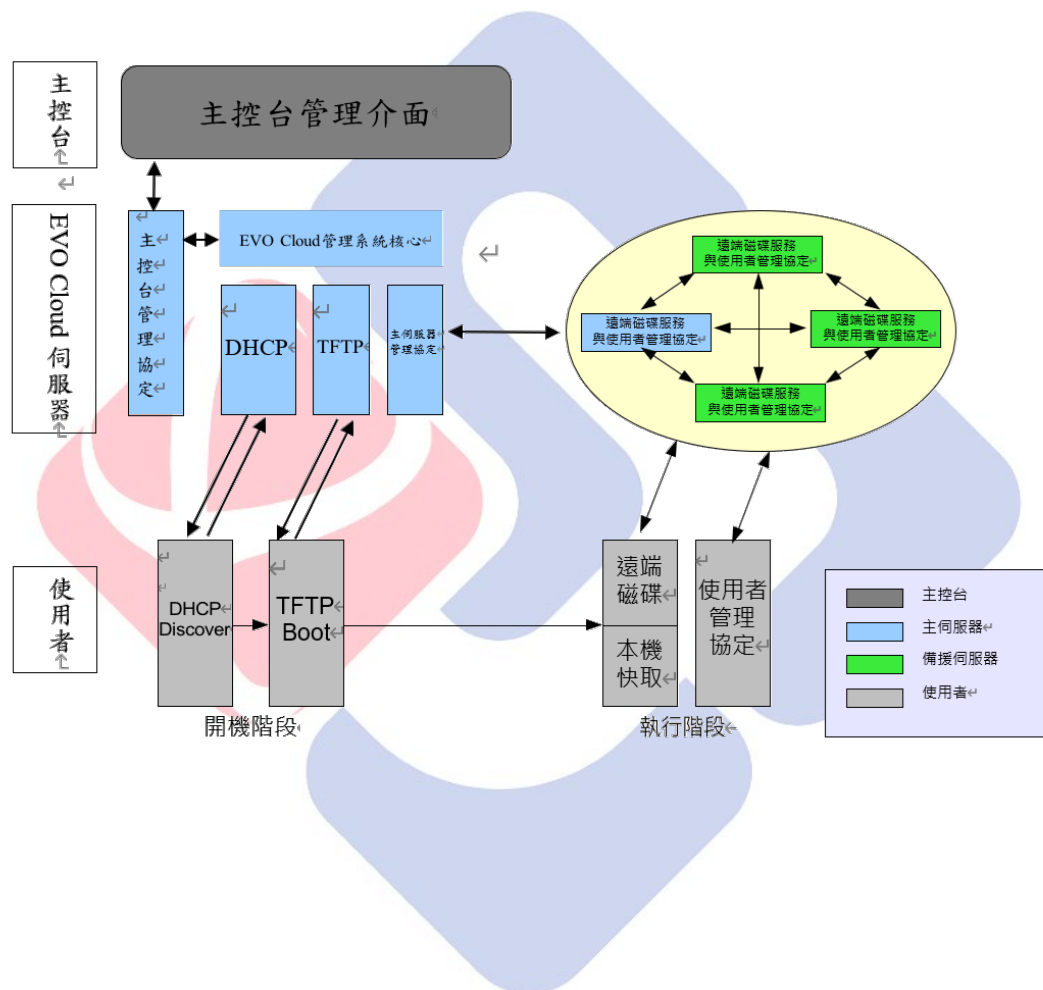 主控台
主控台管理介面
EVO Cloud 伺服器
主控台管理協定
EVO Cloud管理系統核心
DHCP
TFTP
主伺服器
管理協定
遠端磁碟服務
與使用者管理協定
遠端磁碟服務
與使用者管理協定
遠端磁碟服務
與使用者管理協定
遠端磁碟服務
與使用者管理協定
使用者
DHCP
Discover
TFTP
Boot
遠端
磁碟
本機
快取
使用者
管理
協定
開機階段
執行階段
主控台
主伺服器
備援伺服器
使用者